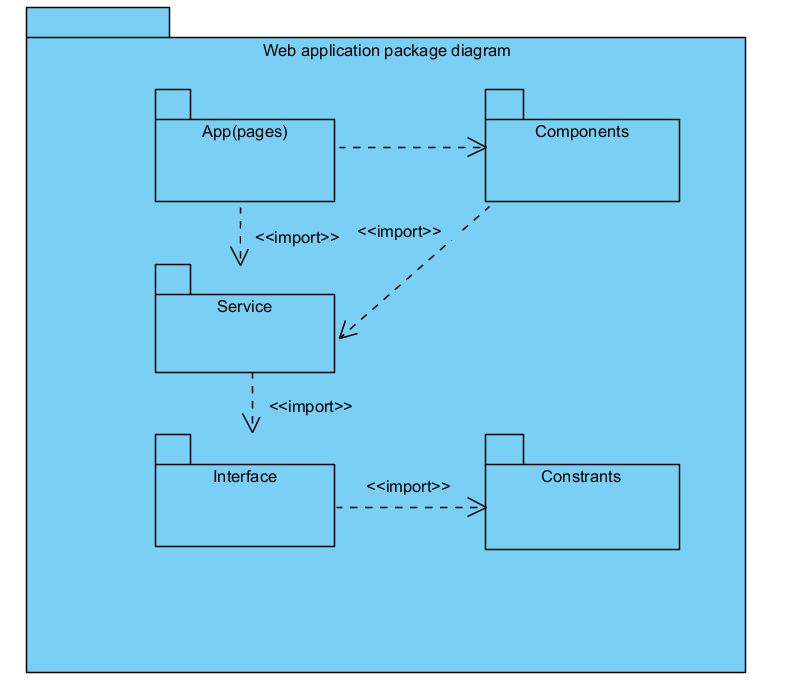 Web application package diagram
App(pages)
Components
<<import>>
<<import>>
Service
<<import>>
Interface
<<import>>
Constrants